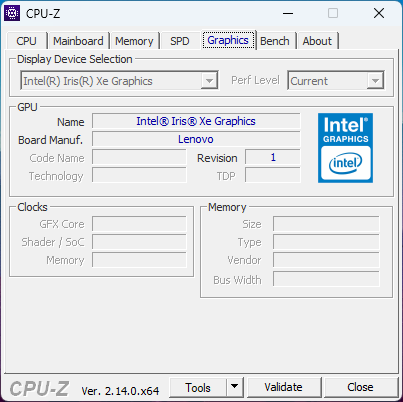 CPU-Z
CPU Mainboard Memory SPD Graphics Bench About
Display Device Selection
Intel(R) Iris(R) Xe Graphics Perf Level Current
GPU
Name Intel® Iris® Xe Graphics
Board Manuf. Lenovo
Code Name Revision 1
Technology TDP
intel®
GRAPHICS
intel
Clocks
GFX Core
Shader / SoC
Memory
Memory
Size
Type
Vendor
Bus Width
CPU-Z Ver. 2.14.0.x64 Tools Validate Close